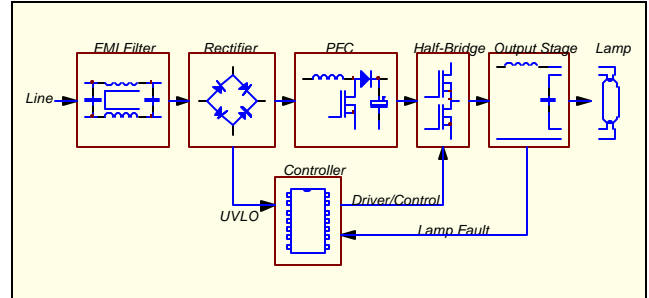 EMI Filter
Rectifier
PFC
Half-Bridge
Output Stage
Lamp
Line
Controller
UVLO
Driver/Control
Lamp Fault